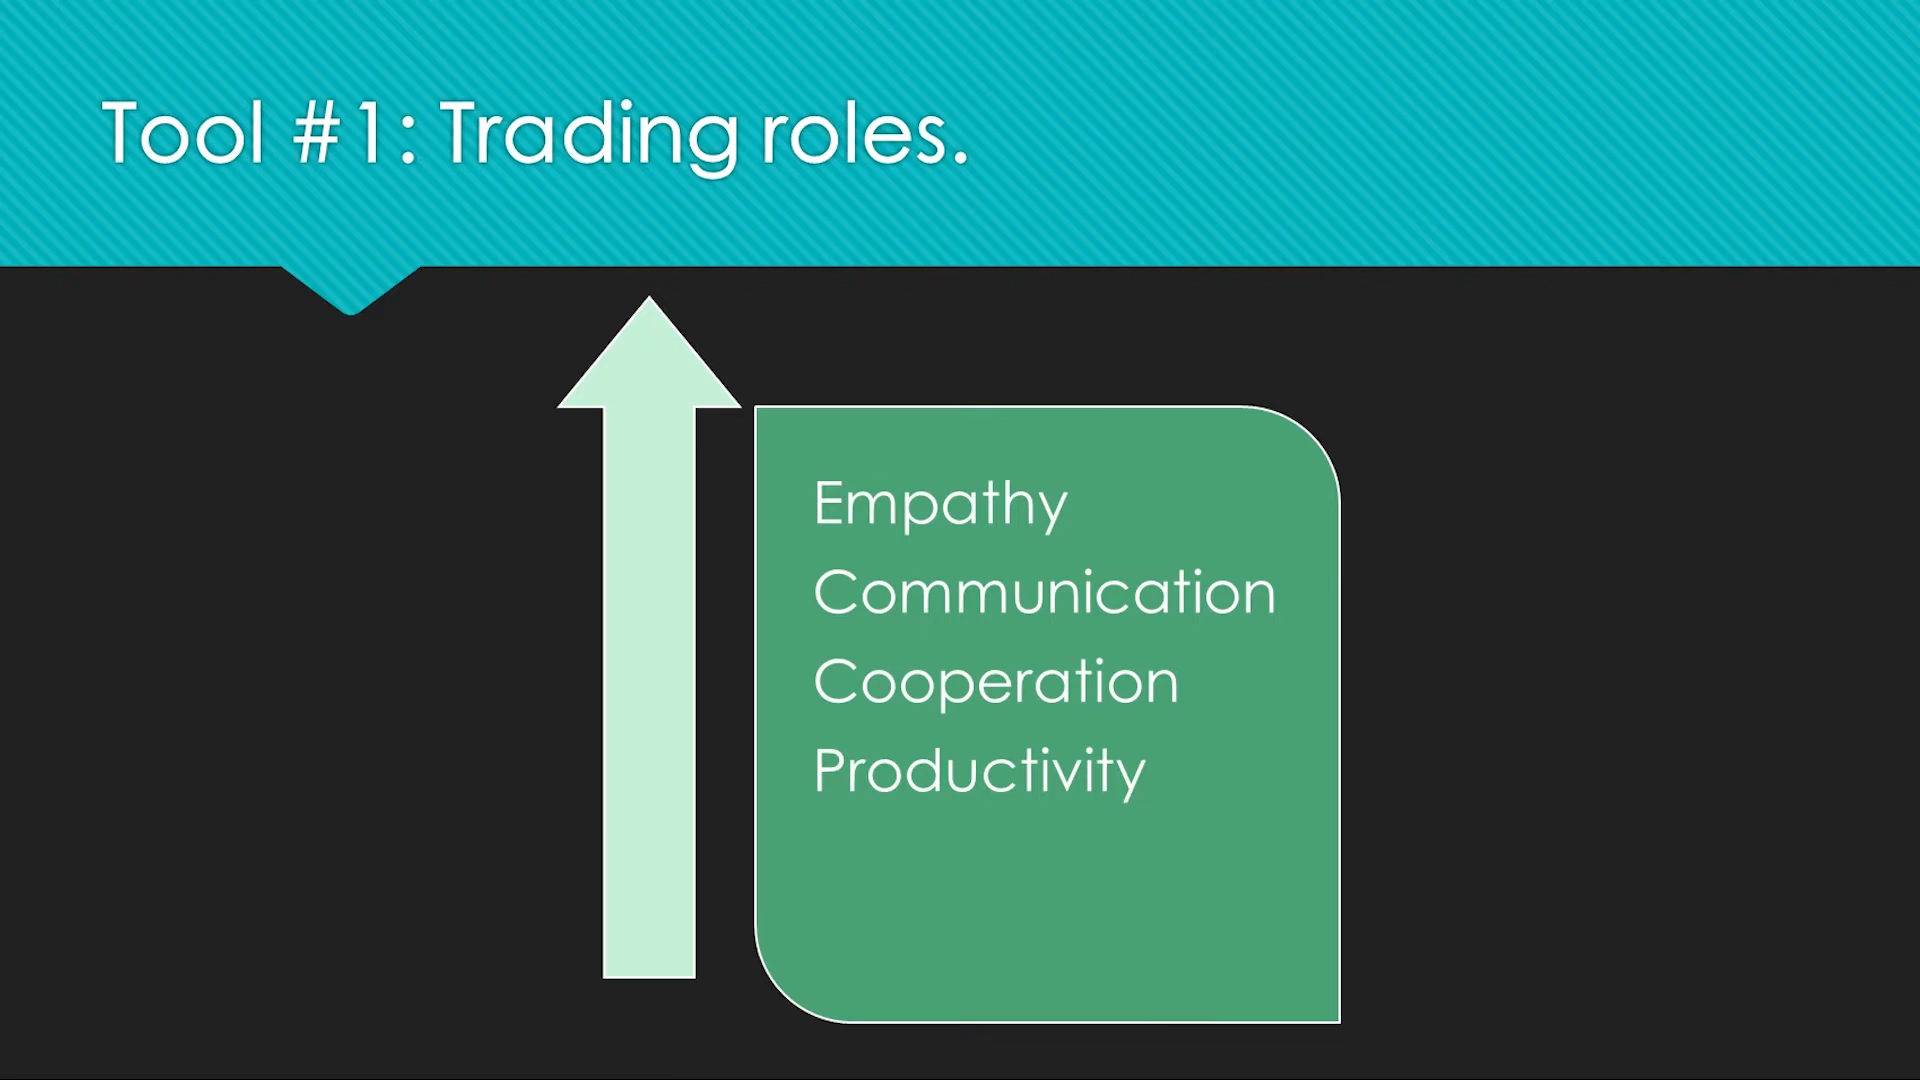 Tool #1: Trading roles.
Empathy
Communication
Cooperation
Productivity